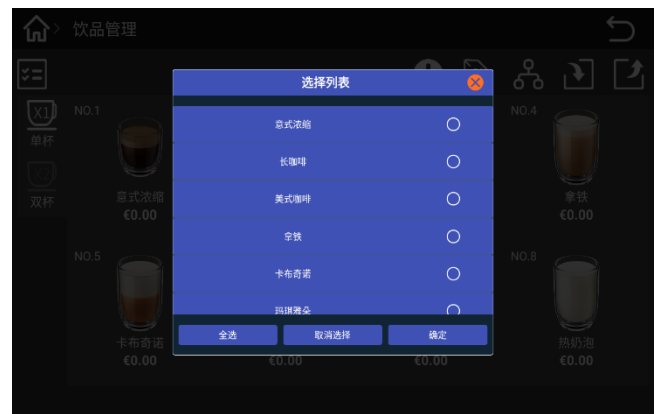 饮品管理
选择列表
X1
单杯
X2
双杯
NO.1
意式浓缩
€0.00
NO.4
拿铁
€0.00
意式浓缩
长咖啡
美式咖啡
拿铁
卡布奇诺
玛琪雅朵
全选
取消选择
确定
NO.5
卡布奇诺
€0.00
€0.00
€0.00
NO.8
热奶泡
€0.00